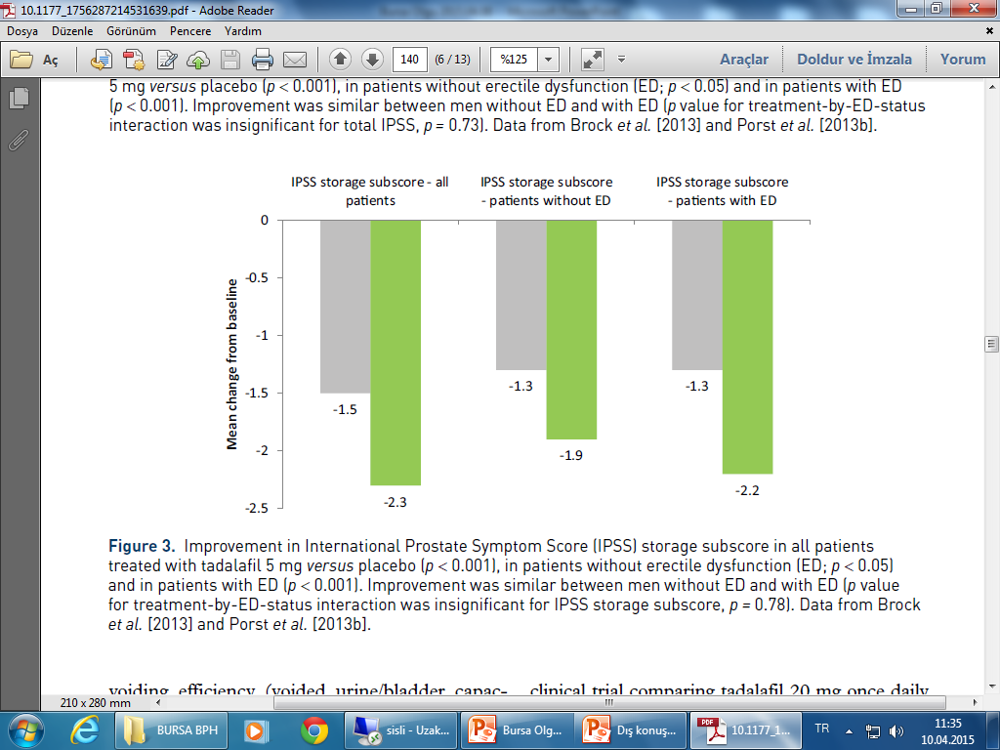 10.1177_1756287214531639.pdf - Adobe Reader
Dosya Düzenle Görünüm Pencere Yardım
Aç 140 (6 / 13) %125 Araçlar Doldur ve İmzala Yorum
5 mg versus placebo (p < 0.001), in patients without erectile dysfunction (ED; p < 0.05) and in patients with ED
(p < 0.001). Improvement was similar between men without ED and with ED (p value for treatment-by-ED-status
interaction was insignificant for total IPSS, p = 0.73). Data from Brock et al. [2013] and Porst et al. [2013b].
IPSS storage subscore - all
patients
IPSS storage subscore
- patients without ED
IPSS storage subscore
- patients with ED
Mean change from baseline
0
-0.5
-1
-1.5
-2
-2.5
-1.5
-2.3
-1.3
-1.9
-1.3
-2.2
Figure 3. Improvement in International Prostate Symptom Score (IPSS) storage subscore in all patients
treated with tadalafil 5 mg versus placebo (p < 0.001), in patients without erectile dysfunction (ED; p < 0.05)
and in patients with ED (p < 0.001). Improvement was similar between men without ED and with ED (p value
for treatment-by-ED-status interaction was insignificant for IPSS storage subscore, p = 0.78). Data from Brock
et al. [2013] and Porst et al. [2013b].
voiding efficiency (voided urine/bladder capac-
clinical trial comparing tadalafil 20 mg once daily
210 x 280 mm
BURSA BPH
sisli - Uzak...
Bursa Olg...
Dış konuş...
10.1177_1...
TR
11:35
10.04.2015